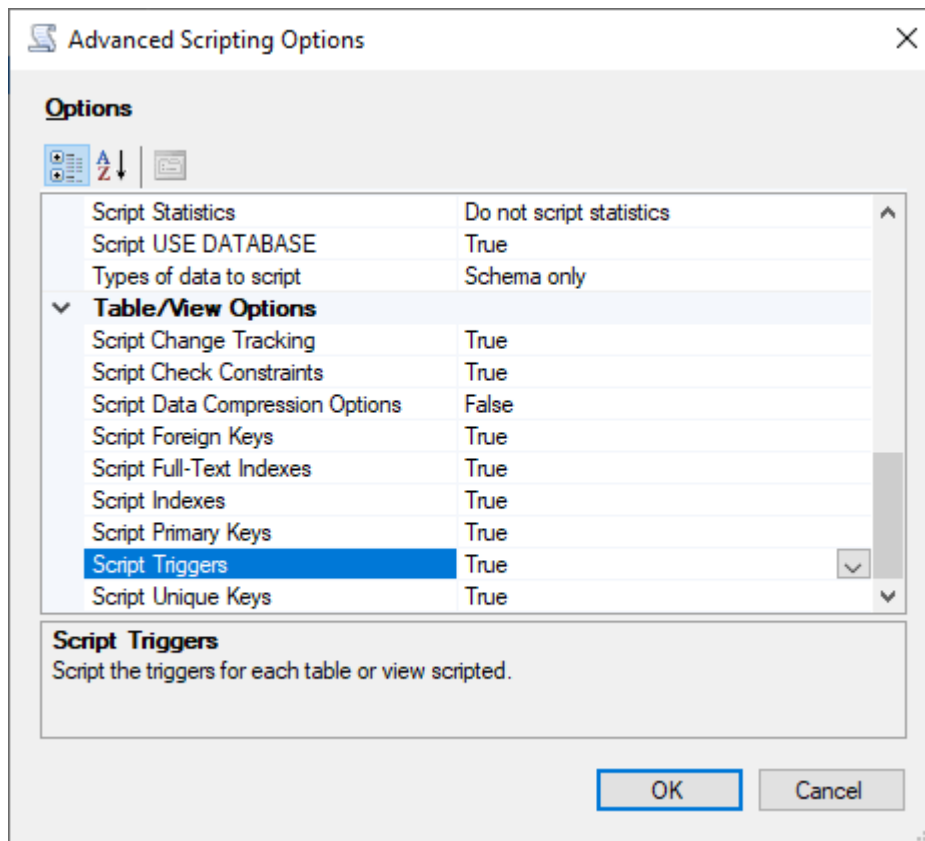 Advanced Scripting Options
Options
Script Statistics Do not script statistics
Script USE DATABASE True
Types of data to script Schema only
Table/View Options
Script Change Tracking True
Script Check Constraints True
Script Data Compression Options False
Script Foreign Keys True
Script Full-Text Indexes True
Script Indexes True
Script Primary Keys True
Script Triggers True
Script Unique Keys True
Script Triggers
Script the triggers for each table or view scripted.
OK Cancel